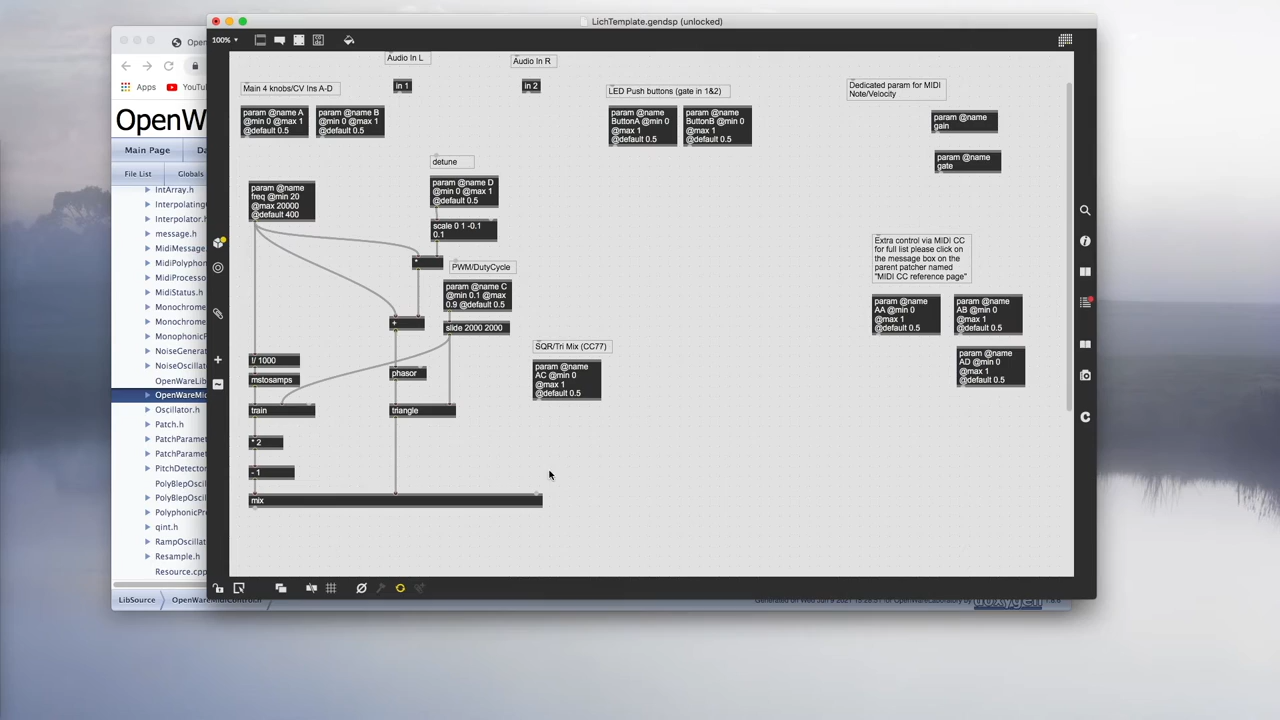 LichTemplate.gendsp (unlocked)
100%
Audio In L
Audio In R
in 1
in 2
Main 4 knobs/CV Ins A-D
param @name A
@min 0 @max 1
@default 0.5
param @name B
@min 0 @max 1
@default 0.5
LED Push buttons (gate in 1&2)
param @name
ButtonA @min 0
@max 1
@default 0.5
param @name
ButtonB @min 0
@max 1
@default 0.5
Dedicated param for MIDI
Note/Velocity
param @name
gain
param @name
gate
detune
param @name D
@min 0 @max 1
@default 0.5
scale 0 1 -0.1
0.1
param @name
freq @min 20
@max 20000
@default 400
*
PWM/DutyCycle
param @name C
@min 0.1 @max
0.9 @default 0.5
slide 2000 2000
+
Extra control via MIDI CC
for full list please click on
the message box on the
parent patcher named
"MIDI CC reference page"
param @name
AA @min 0
@max 1
@default 0.5
param @name
AB @min 0
@max 1
@default 0.5
param @name
AD @min 0
@max 1
@default 0.5
SQR/Tri Mix (CC77)
param @name
AC @min 0
@max 1
@default 0.5
!/ 1000
mstosamps
phasor
train
triangle
* 2
- 1
mix
Op
Apps
YouTu
OpenW
Main Page
Da
File List
Globals
IntArray.h
Interpolating
Interpolator.h
message.h
MidiMessage.
MidiPolyphon
MidiProcesso
MidiStatus.h
Monochrome
Monochrome
Monochrome
MonophonicP
NoiseGenera
NoiseOscillat
OpenWareLib
OpenWareMid
Oscillator.h
Patch.h
PatchParamet
PatchParamet
PitchDetector
PolyBlepOscil
PolyBlepOscil
PolyphonicPro
qint.h
RampOscillato
Resample.h
Resource.cpp
LibSource
OpenWareMidiControl.h
doxygen